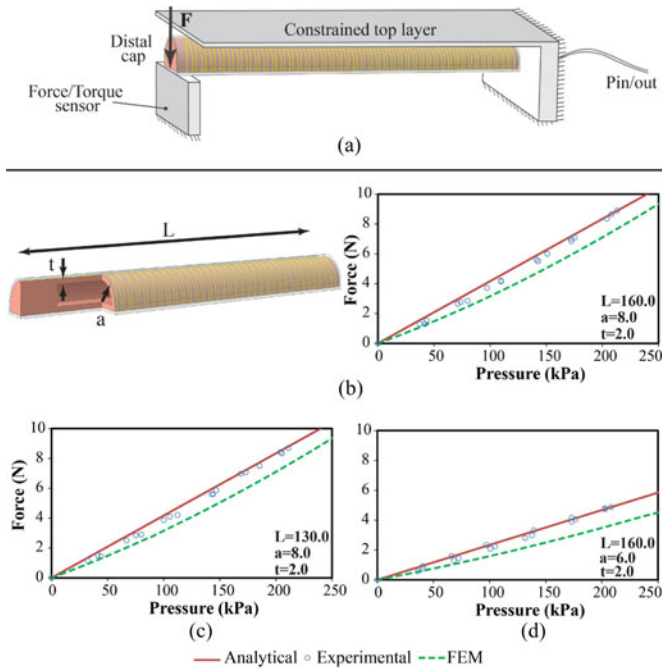 F
Constrained top layer
Distal
cap
Force/Torque
sensor
Pin/out
(a)
L
t
a
10
8
6
4
2
0
Force (N)
0 50 100 150 200 250
Pressure (kPa)
L=160.0
a=8.0
t=2.0
(b)
10
8
6
4
2
0
Force (N)
0 50 100 150 200 250
Pressure (kPa)
L=130.0
a=8.0
t=2.0
(c)
10
8
6
4
2
0
0 50 100 150 200 250
Pressure (kPa)
L=160.0
a=6.0
t=2.0
(d)
Analytical Experimental FEM